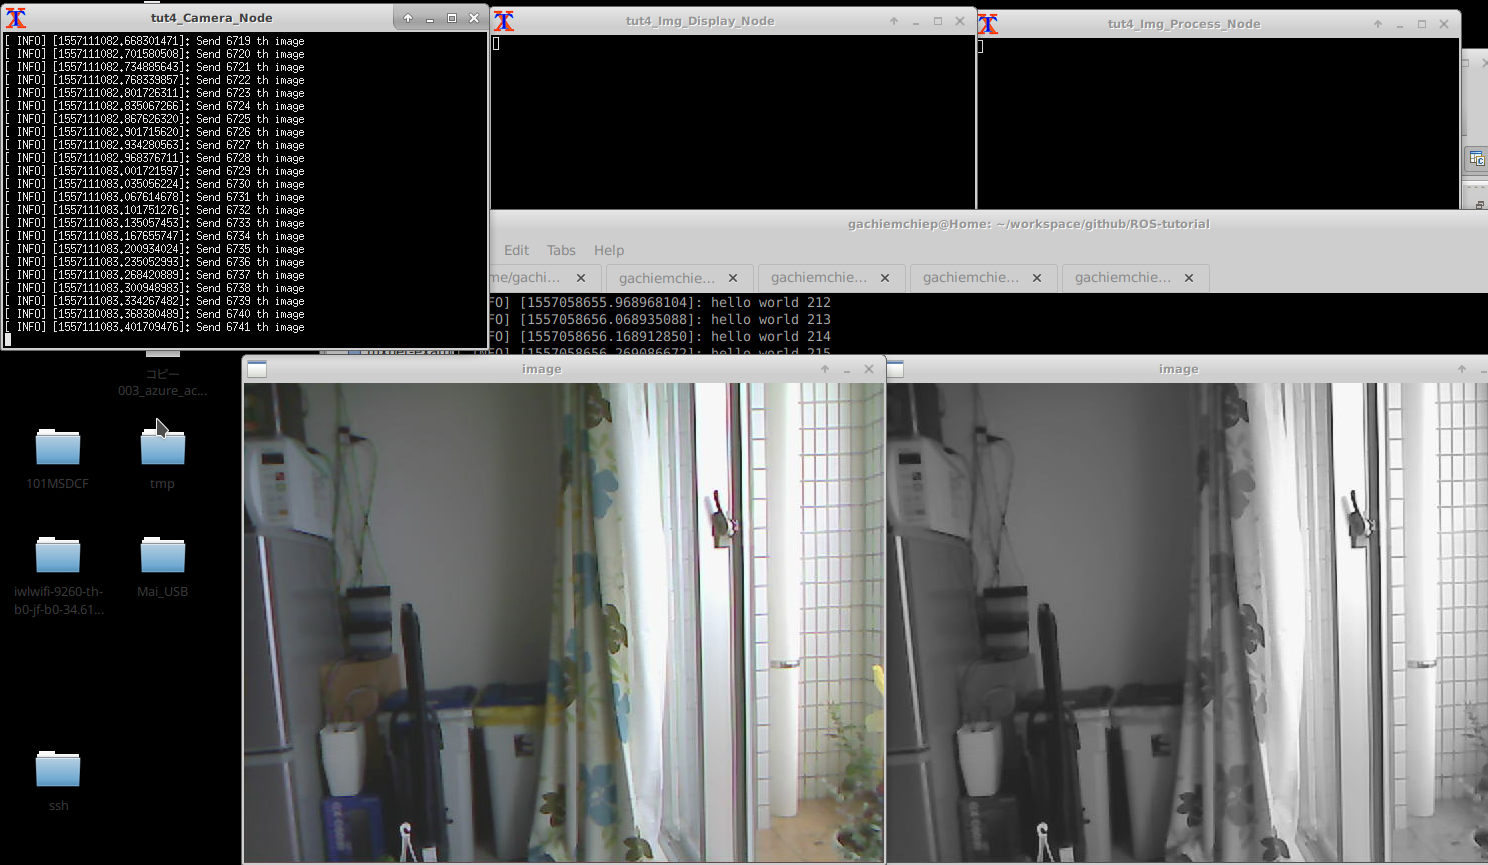 tut4_Camera_Node
[ INFO] [1557111082.668301471]: Send 6719 th image
[ INFO] [1557111082.701580508]: Send 6720 th image
[ INFO] [1557111082.734885643]: Send 6721 th image
[ INFO] [1557111082.768339857]: Send 6722 th image
[ INFO] [1557111082.801726311]: Send 6723 th image
[ INFO] [1557111082.835067266]: Send 6724 th image
[ INFO] [1557111082.867626320]: Send 6725 th image
[ INFO] [1557111082.901715620]: Send 6726 th image
[ INFO] [1557111082.934280563]: Send 6727 th image
[ INFO] [1557111082.968376711]: Send 6728 th image
[ INFO] [1557111083.001721597]: Send 6729 th image
[ INFO] [1557111083.035056224]: Send 6730 th image
[ INFO] [1557111083.067614678]: Send 6731 th image
[ INFO] [1557111083.101751276]: Send 6732 th image
[ INFO] [1557111083.135057453]: Send 6733 th image
[ INFO] [1557111083.167655747]: Send 6734 th image
[ INFO] [1557111083.200934024]: Send 6735 th image
[ INFO] [1557111083.235052993]: Send 6736 th image
[ INFO] [1557111083.268420889]: Send 6737 th image
[ INFO] [1557111083.300948983]: Send 6738 th image
[ INFO] [1557111083.334267482]: Send 6739 th image
[ INFO] [1557111083.368380489]: Send 6740 th image
[ INFO] [1557111083.401709476]: Send 6741 th image
tut4_Img_Display_Node
tut4_Img_Process_Node
gachiemchiep@Home: ~/workspace/github/ROS-tutorial
Edit Tabs Help
me/gachi... gachiemchie... gachiemchie... gachiemchie... gachiemchie...
FO] [1557058655.968968104]: hello world 212
FO] [1557058656.068935088]: hello world 213
FO] [1557058656.168912850]: hello world 214
FO] [1557058656.269086672]: hello world 215
コピー
003_azure_ac...
101MSDCF
tmp
iwlwifi-9260-th-
b0-jf-b0-34.61...
Mai_USB
ssh
image
image